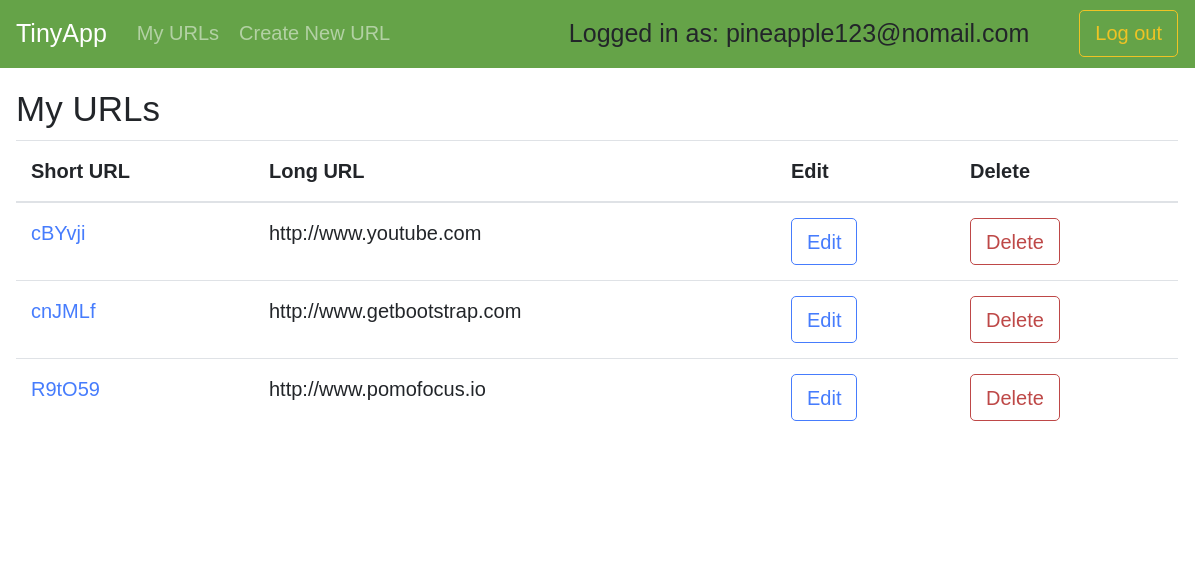 TinyApp My URLs Create New URL Logged in as: pineapple123@nomail.com Log out
My URLs
Short URL Long URL Edit Delete
cBYvji http://www.youtube.com Edit Delete
cnJMLf http://www.getbootstrap.com Edit Delete
R9tO59 http://www.pomofocus.io Edit Delete